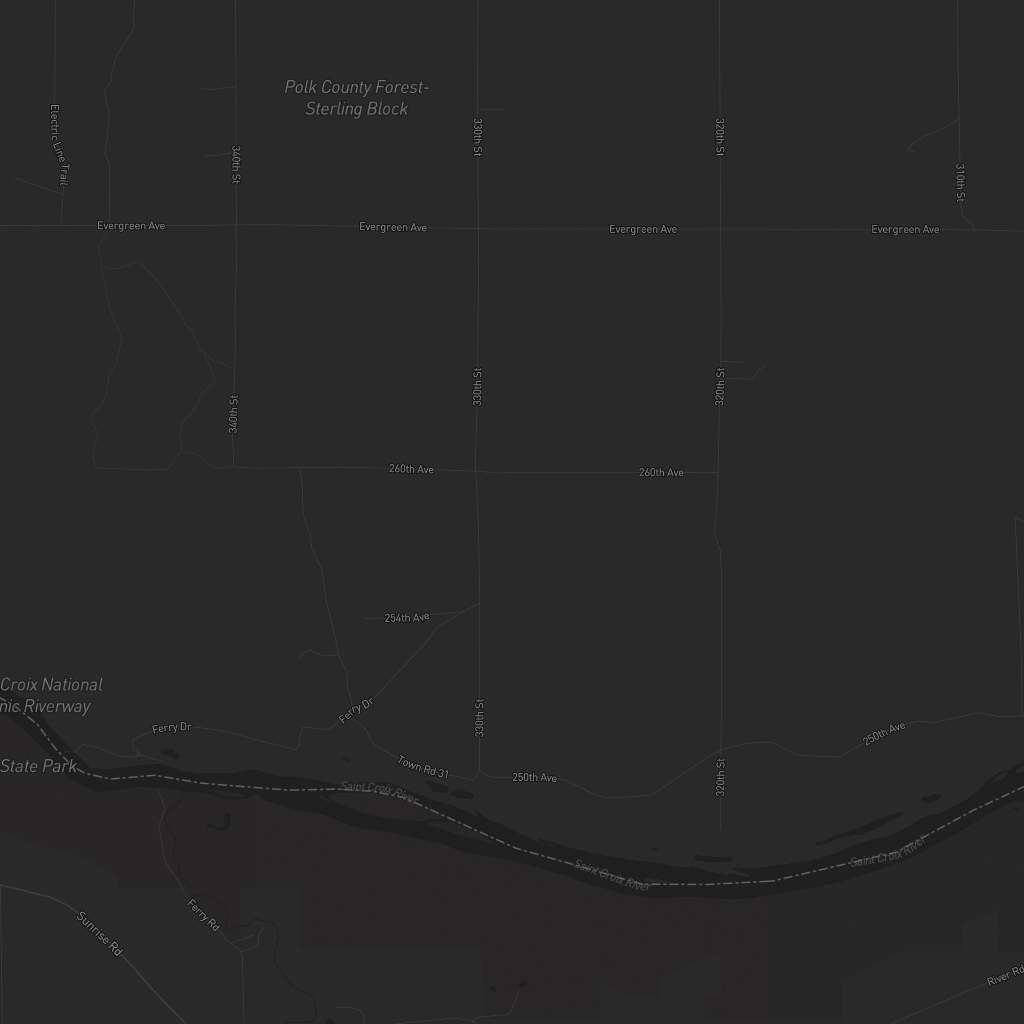 Polk County Forest-
Sterling Block
Electric Line Trail
340th St
330th St
320th St
310th St
Evergreen Ave
Evergreen Ave
Evergreen Ave
Evergreen Ave
340th St
330th St
320th St
260th Ave
260th Ave
254th Ave
Croix National
nic Riverway
Ferry Dr
Ferry Dr
330th St
250th Ave
State Park
Town Rd 31
250th Ave
320th St
Saint Croix River
Saint Croix River
Saint Croix River
Ferry Rd
Sunrise Rd
River Rd